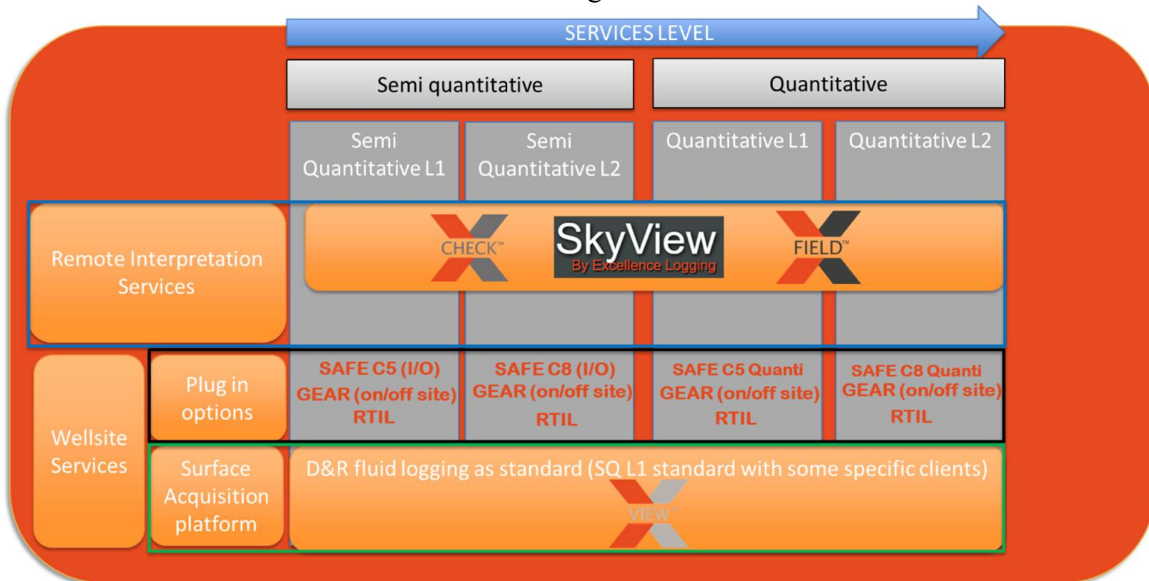 SERVICES LEVEL
Semi quantitative
Quantitative
Semi
Quantitative L1
Semi
Quantitative L2
Quantitative L1
Quantitative L2
Remote Interpretation
Services
CHECK™
SkyView
By Excellence Logging
FIELD™
Wellsite
Services
Plug in
options
SAFE C5 (I/O)
GEAR (on/off site)
RTIL
SAFE C8 (I/O)
GEAR (on/off site)
RTIL
SAFE C5 Quanti
GEAR (on/off site)
RTIL
SAFE C8 Quanti
GEAR (on/off site)
RTIL
Surface
Acquisition
platform
D&R fluid logging as standard (SQ L1 standard with some specific clients)
VIEW